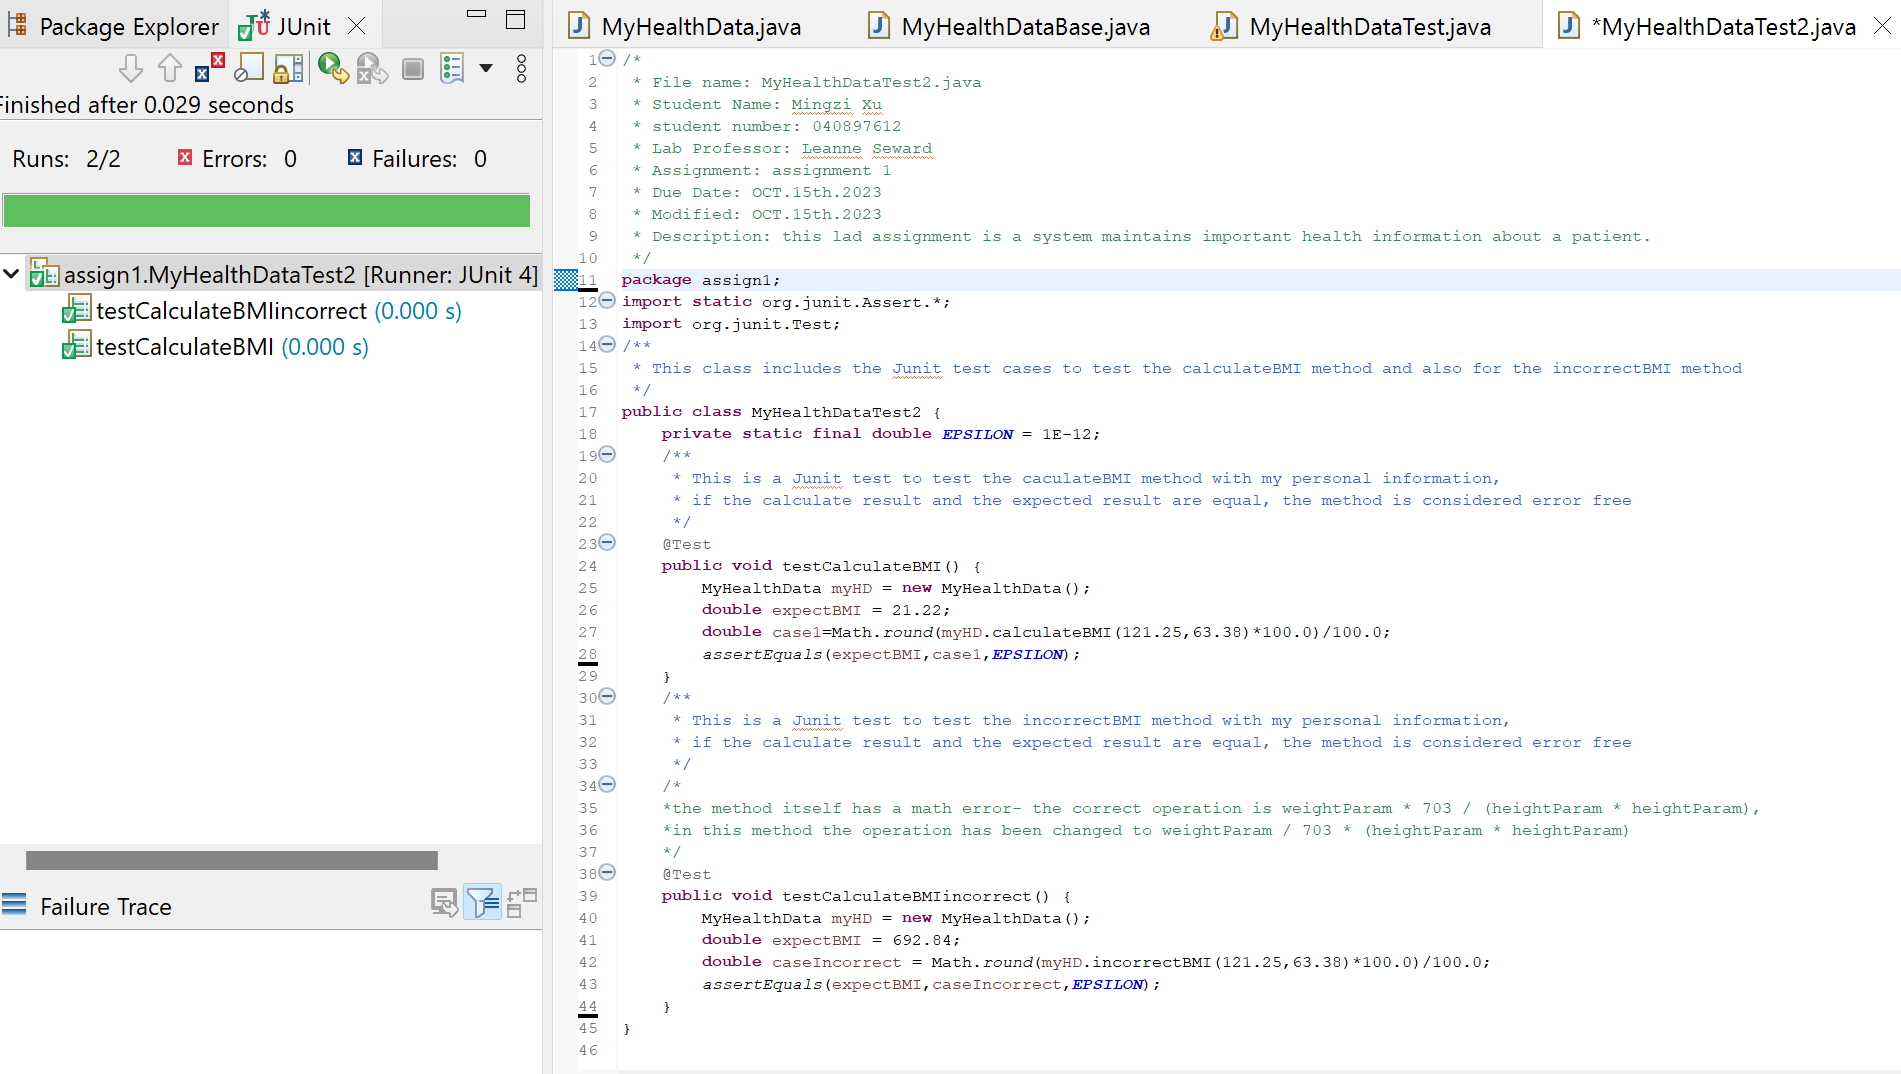 Package Explorer
JUnit
Finished after 0.029 seconds
Runs: 2/2 Errors: 0 Failures: 0
assign1.MyHealthDataTest2 [Runner: JUnit 4]
testCalculateBMIincorrect (0.000 s)
testCalculateBMI (0.000 s)
Failure Trace
MyHealthData.java
MyHealthDataBase.java
MyHealthDataTest.java
*MyHealthDataTest2.java
1 /*
2 * File name: MyHealthDataTest2.java
3 * Student Name: Mingzi Xu
4 * student number: 040897612
5 * Lab Professor: Leanne Seward
6 * Assignment: assignment 1
7 * Due Date: OCT.15th.2023
8 * Modified: OCT.15th.2023
9 * Description: this lad assignment is a system maintains important health information about a patient.
10 */
11 package assign1;
12 import static org.junit.Assert.*;
13 import org.junit.Test;
14 /**
15 * This class includes the Junit test cases to test the calculateBMI method and also for the incorrectBMI method
16 */
17 public class MyHealthDataTest2 {
18 private static final double EPSILON = 1E-12;
19 /**
20 * This is a Junit test to test the caculateBMI method with my personal information,
21 * if the calculate result and the expected result are equal, the method is considered error free
22 */
23 @Test
24 public void testCalculateBMI() {
25 MyHealthData myHD = new MyHealthData();
26 double expectBMI = 21.22;
27 double case1=Math.round(myHD.calculateBMI(121.25,63.38)*100.0)/100.0;
28 assertEquals(expectBMI,case1,EPSILON);
29 }
30 /**
31 * This is a Junit test to test the incorrectBMI method with my personal information,
32 * if the calculate result and the expected result are equal, the method is considered error free
33 */
34 /*
35 *the method itself has a math error- the correct operation is weightParam * 703 / (heightParam * heightParam),
36 *in this method the operation has been changed to weightParam / 703 * (heightParam * heightParam)
37 */
38 @Test
39 public void testCalculateBMIincorrect() {
40 MyHealthData myHD = new MyHealthData();
41 double expectBMI = 692.84;
42 double caseIncorrect = Math.round(myHD.incorrectBMI(121.25,63.38)*100.0)/100.0;
43 assertEquals(expectBMI,caseIncorrect,EPSILON);
44 }
45 }
46